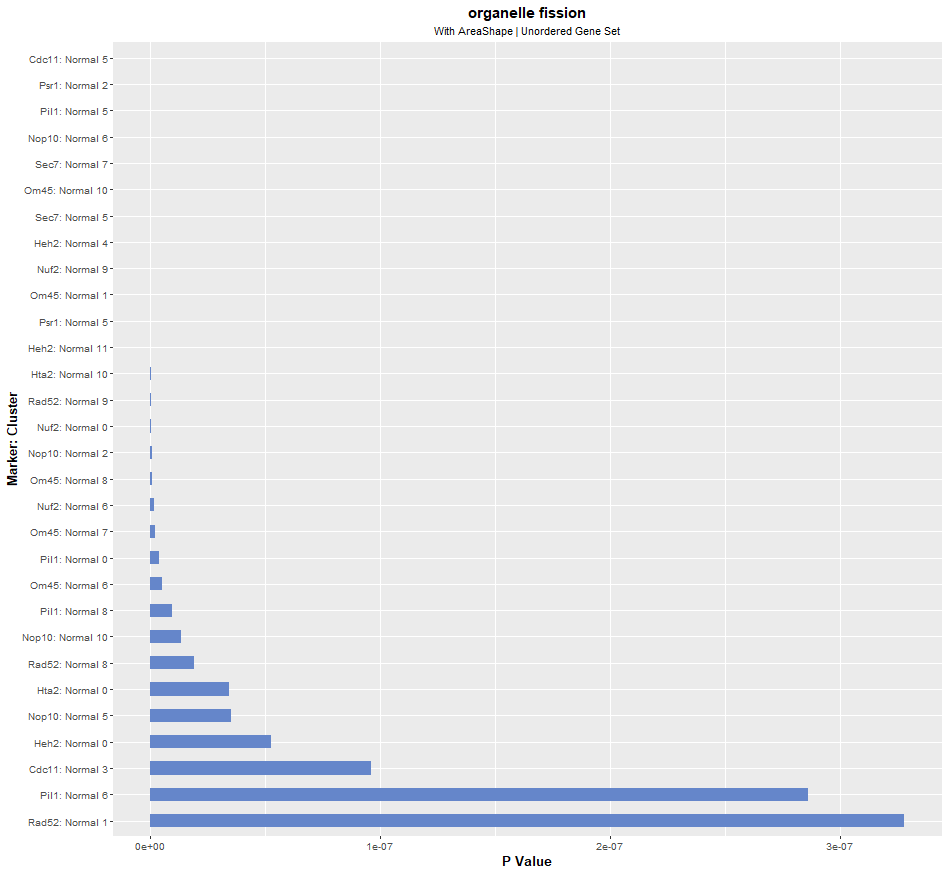 organelle fission
With AreaShape | Unordered Gene Set
Marker: Cluster
Cdc11: Normal 5
Psr1: Normal 2
Pil1: Normal 5
Nop10: Normal 6
Sec7: Normal 7
Om45: Normal 10
Sec7: Normal 5
Heh2: Normal 4
Nuf2: Normal 9
Om45: Normal 1
Psr1: Normal 5
Heh2: Normal 11
Hta2: Normal 10
Rad52: Normal 9
Nuf2: Normal 0
Nop10: Normal 2
Om45: Normal 8
Nuf2: Normal 6
Om45: Normal 7
Pil1: Normal 0
Om45: Normal 6
Pil1: Normal 8
Nop10: Normal 10
Rad52: Normal 8
Hta2: Normal 0
Nop10: Normal 5
Heh2: Normal 0
Cdc11: Normal 3
Pil1: Normal 6
Rad52: Normal 1
0e+00 1e-07 2e-07 3e-07
P Value